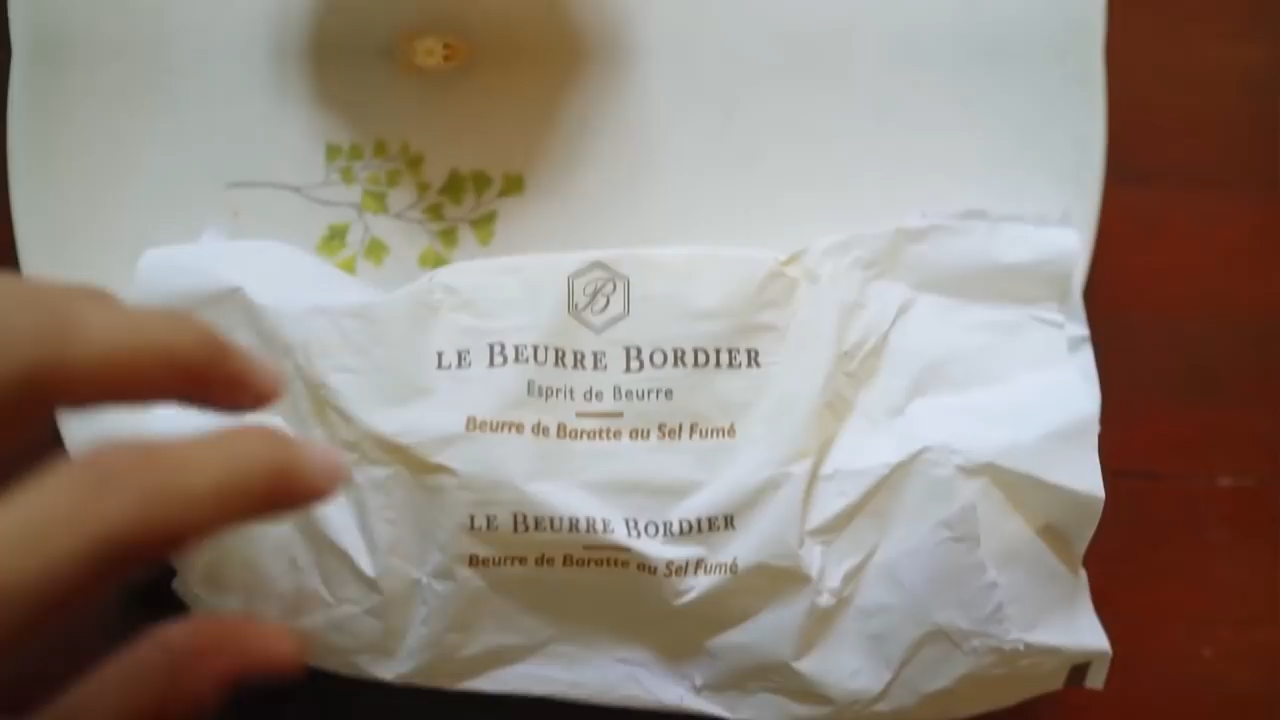 B
LE BEURRE BORDIER
Esprit de Beurre
Beurre de Baratte au Sel Fumé
LE BEURRE BORDIER
Beurre de Baratte au Sel Fumé